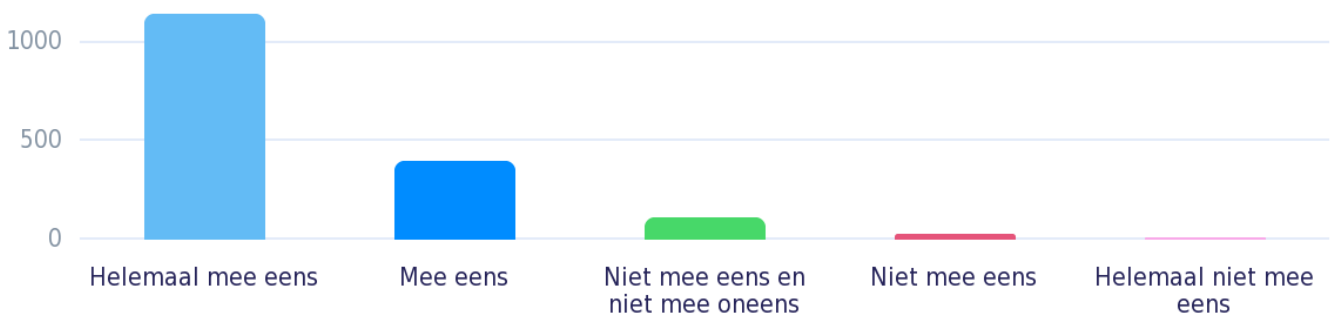 1000
500
0
Helemaal mee eens
Mee eens
Niet mee eens en
niet mee oneens
Niet mee eens
Helemaal niet mee
eens